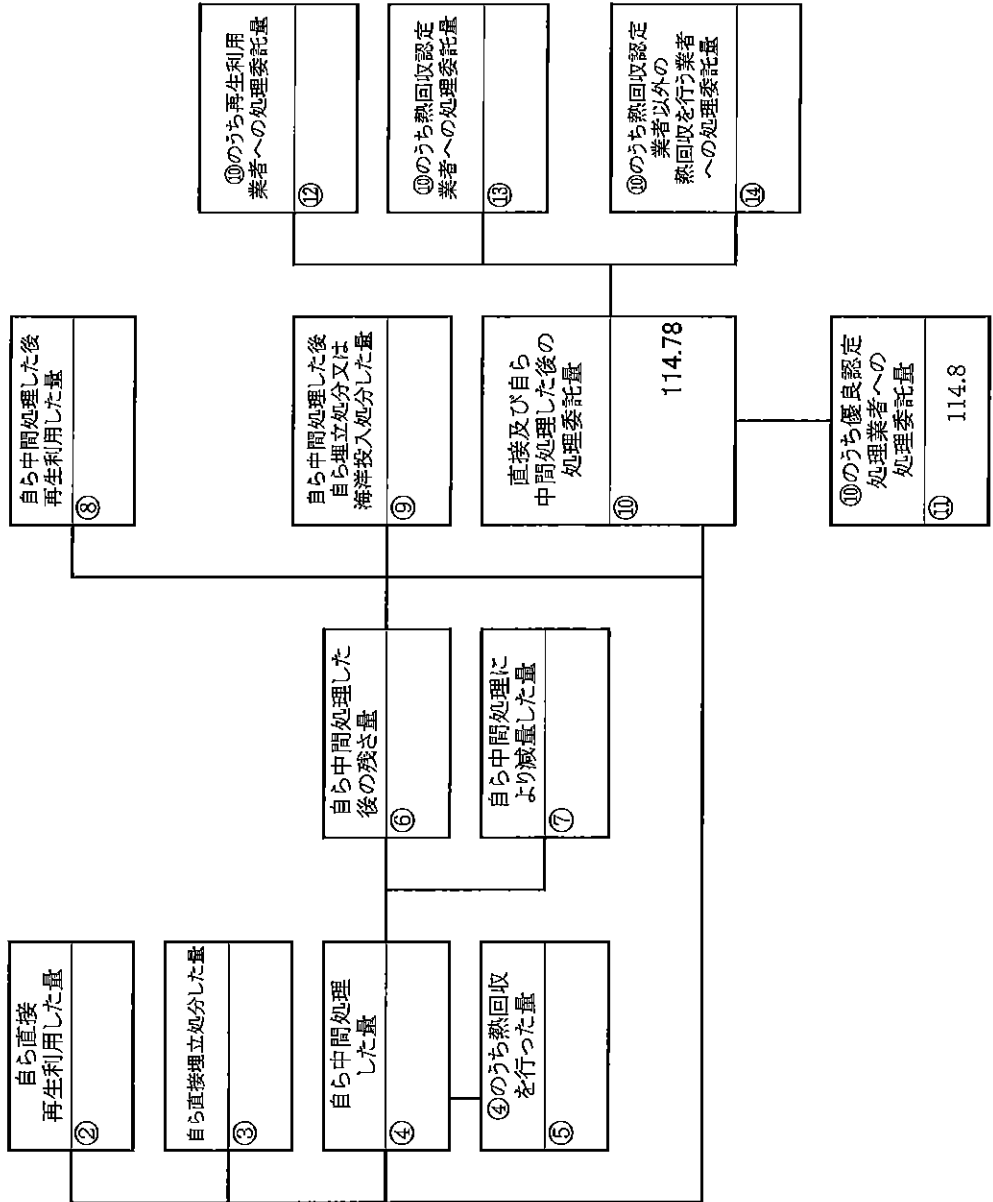 自ら直接
再生利用した量
②
自ら直接埋立処分した量
③
自ら中間処理
した量
④
④のうち熱回収
を行った量
⑤
自ら中間処理した
後の残さ量
⑥
自ら中間処理に
より減量した量
⑦
自ら中間処理した後
再生利用した量
⑧
自ら中間処理した後
自ら埋立処分又は
海洋投入処分した量
⑨
直接及び自ら
中間処理した後の
処理委託量
⑩
114.78
⑩のうち優良認定
処理業者への
処理委託量
⑪
114.8
⑩のうち再生利用
業者への処理委託量
⑫
⑩のうち熱回収認定
業者への処理委託量
⑬
⑩のうち熱回収認定
業者以外の
熱回収を行う業者
への処理委託量
⑭